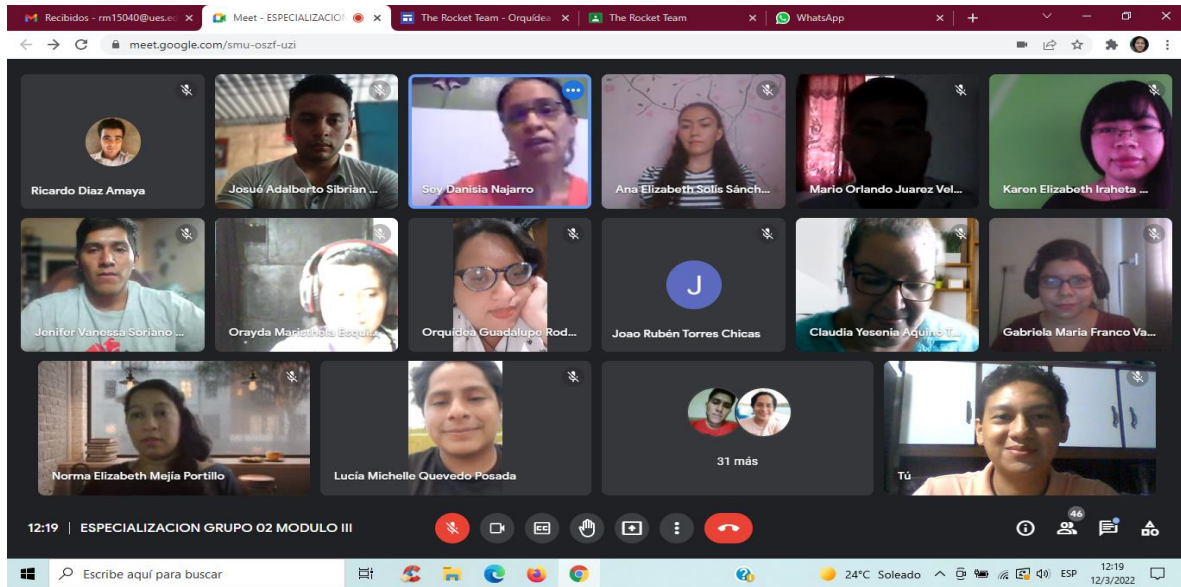 Recibidos - rm15040@ues.ed
Meet - ESPECIALIZACIO
The Rocket Team - Orquídea
The Rocket Team
WhatsApp
meet.google.com/smu-oszf-uzi
Ricardo Diaz Amaya
Josué Adalberto Sibrian ...
Soy Danisia Najarro
Ana Elizabeth Solís Sánch...
Mario Orlando Juarez Vel...
Karen Elizabeth Iraheta ...
Jenifer Vanessa Soriano ...
Orayda
Orquídea Guadalupe Rod...
J
Joao Rubén Torres Chicas
Claudia Yesenia Aquino T...
Gabriela Maria Franco Va...
Norma Elizabeth Mejía Portillo
Lucía Michelle Quevedo Posada
31 más
Tú
12:19 | ESPECIALIZACION GRUPO 02 MODULO III
CC
46
Escribe aquí para buscar
24°C Soleado
ESP
12:19
12/3/2022